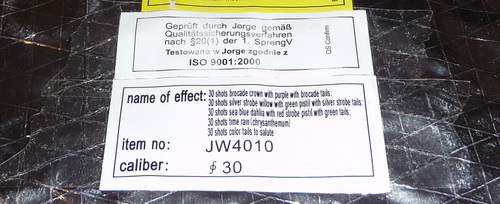 Geprüft durch Jorge gemäß
Qualitätssicherungsverfahren
nach §20(1) der 1. SprengV
Testowano w Jorge zgodnie z
ISO 9001:2000
QS Confirm
name of effect: 30 shots brocade crown with purple with brocade tails;
30 shots silver strobe willow with green pistil with silver strobe tails;
30 shots sea blue dahlia with red strobe pistil with green tails;
30 shots time rain (chrysanthemum)
30 shots color tails to salute
item no: JW4010
caliber: ∮ 30